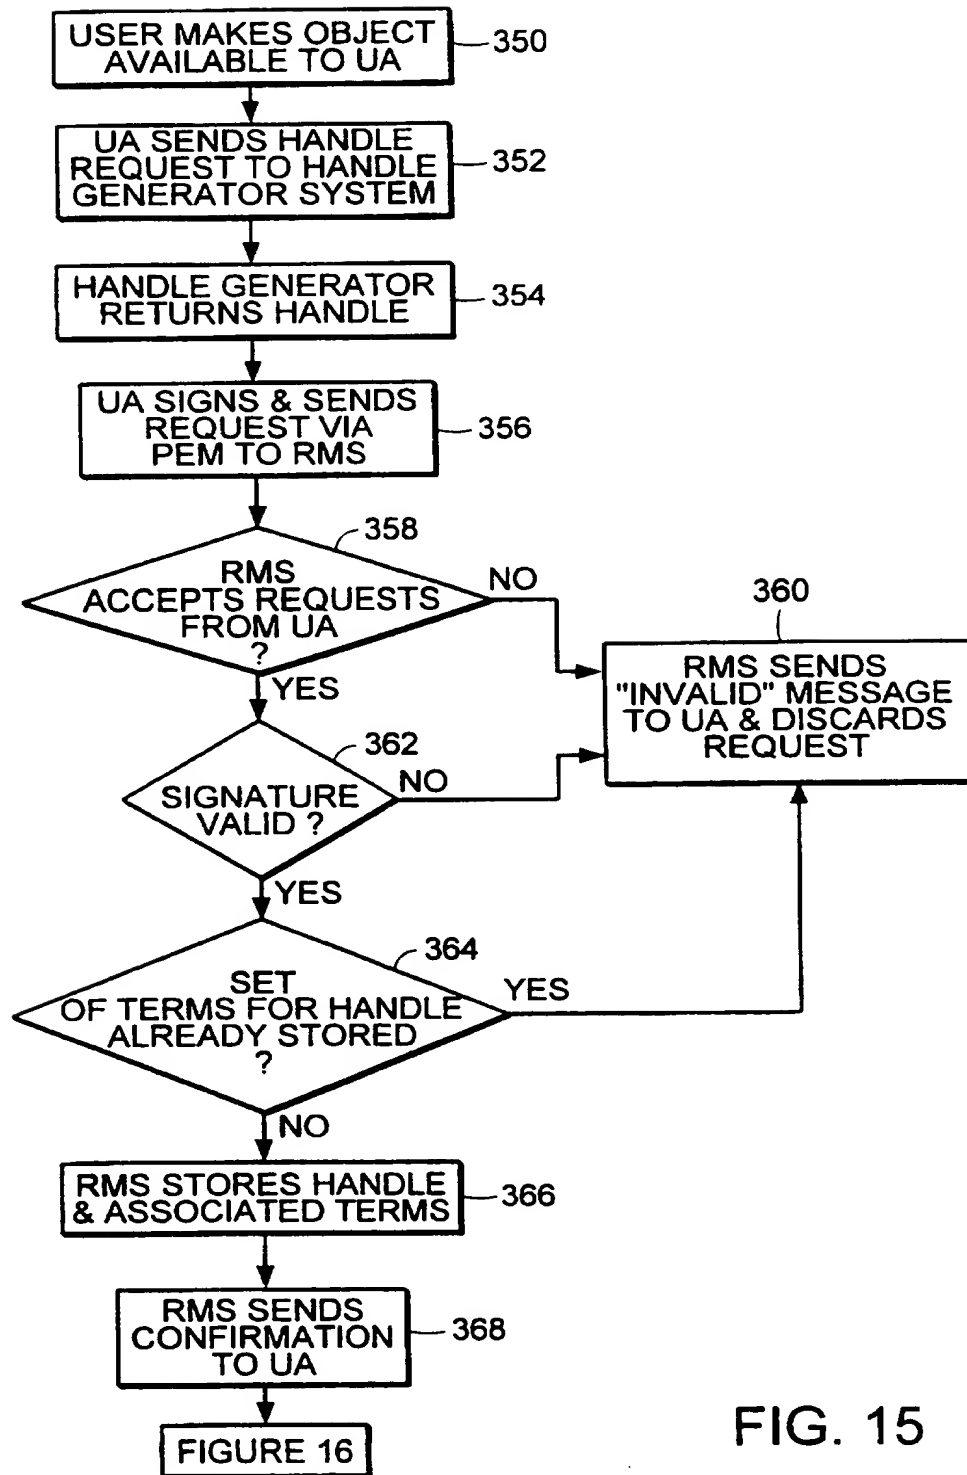 USER MAKES OBJECT
AVAILABLE TO UA
350
UA SENDS HANDLE
REQUEST TO HANDLE
GENERATOR SYSTEM
352
HANDLE GENERATOR
RETURNS HANDLE
354
UA SIGNS & SENDS
REQUEST VIA
PEM TO RMS
356
358
RMS
ACCEPTS REQUESTS
FROM UA
?
NO
YES
360
RMS SENDS
"INVALID" MESSAGE
TO UA & DISCARDS
REQUEST
362
SIGNATURE
VALID ?
NO
YES
364
SET
OF TERMS FOR HANDLE
ALREADY STORED
?
YES
NO
RMS STORES HANDLE
& ASSOCIATED TERMS
366
RMS SENDS
CONFIRMATION
TO UA
368
FIGURE 16
FIG. 15